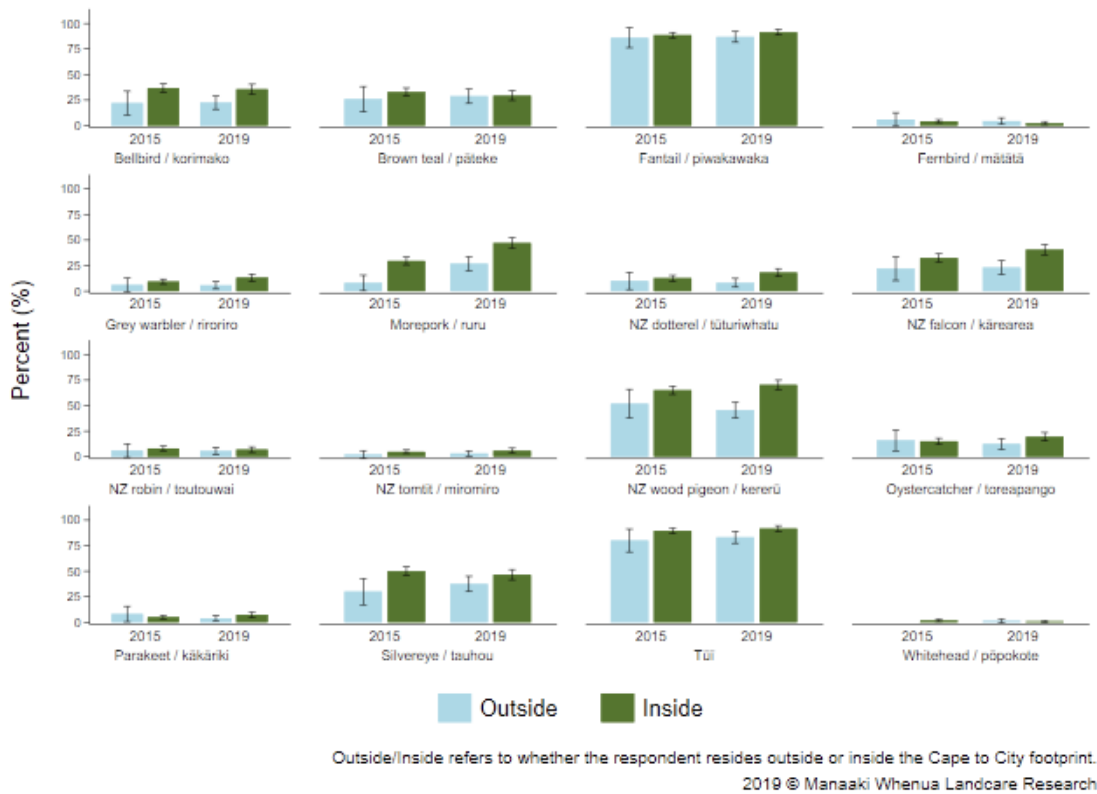 100
75
50
25
0
2015 2019 2015 2019 2015 2019 2015 2019
Bellbird / korimako Brown teal / pāteke Fantail / piwakawaka Fernbird / mātātā
100
75
50
25
0
2015 2019 2015 2019 2015 2019 2015 2019
Grey warbler / riroriro Morepork / ruru NZ dotterel / tūturiwhatu NZ falcon / kārearea
Percent (%)
100
75
50
25
0
2015 2019 2015 2019 2015 2019 2015 2019
NZ robin / toutouwai NZ tomtit / miromiro NZ wood pigeon / kererū Oystercatcher / toreapango
100
75
50
25
0
2015 2019 2015 2019 2015 2019 2015 2019
Parakeet / kākāriki Silvereye / tauhou Tūī Whitehead / pōpokote
Outside Inside
Outside/Inside refers to whether the respondent resides outside or inside the Cape to City footprint.
2019 © Manaaki Whenua Landcare Research